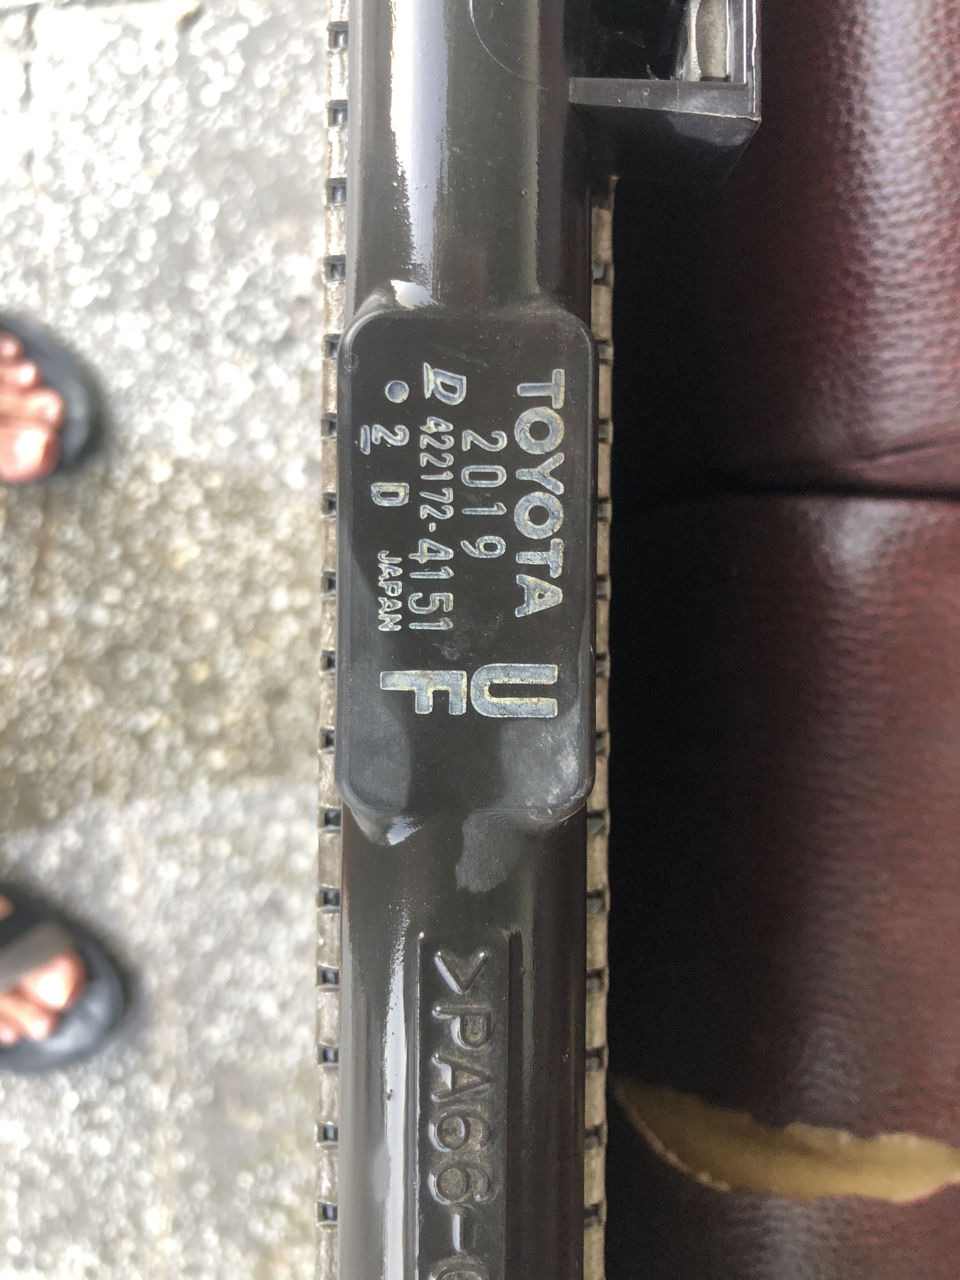 TOYOTA
2019
D 422172-4151
2 D JAPAN
U
F
>PA66-